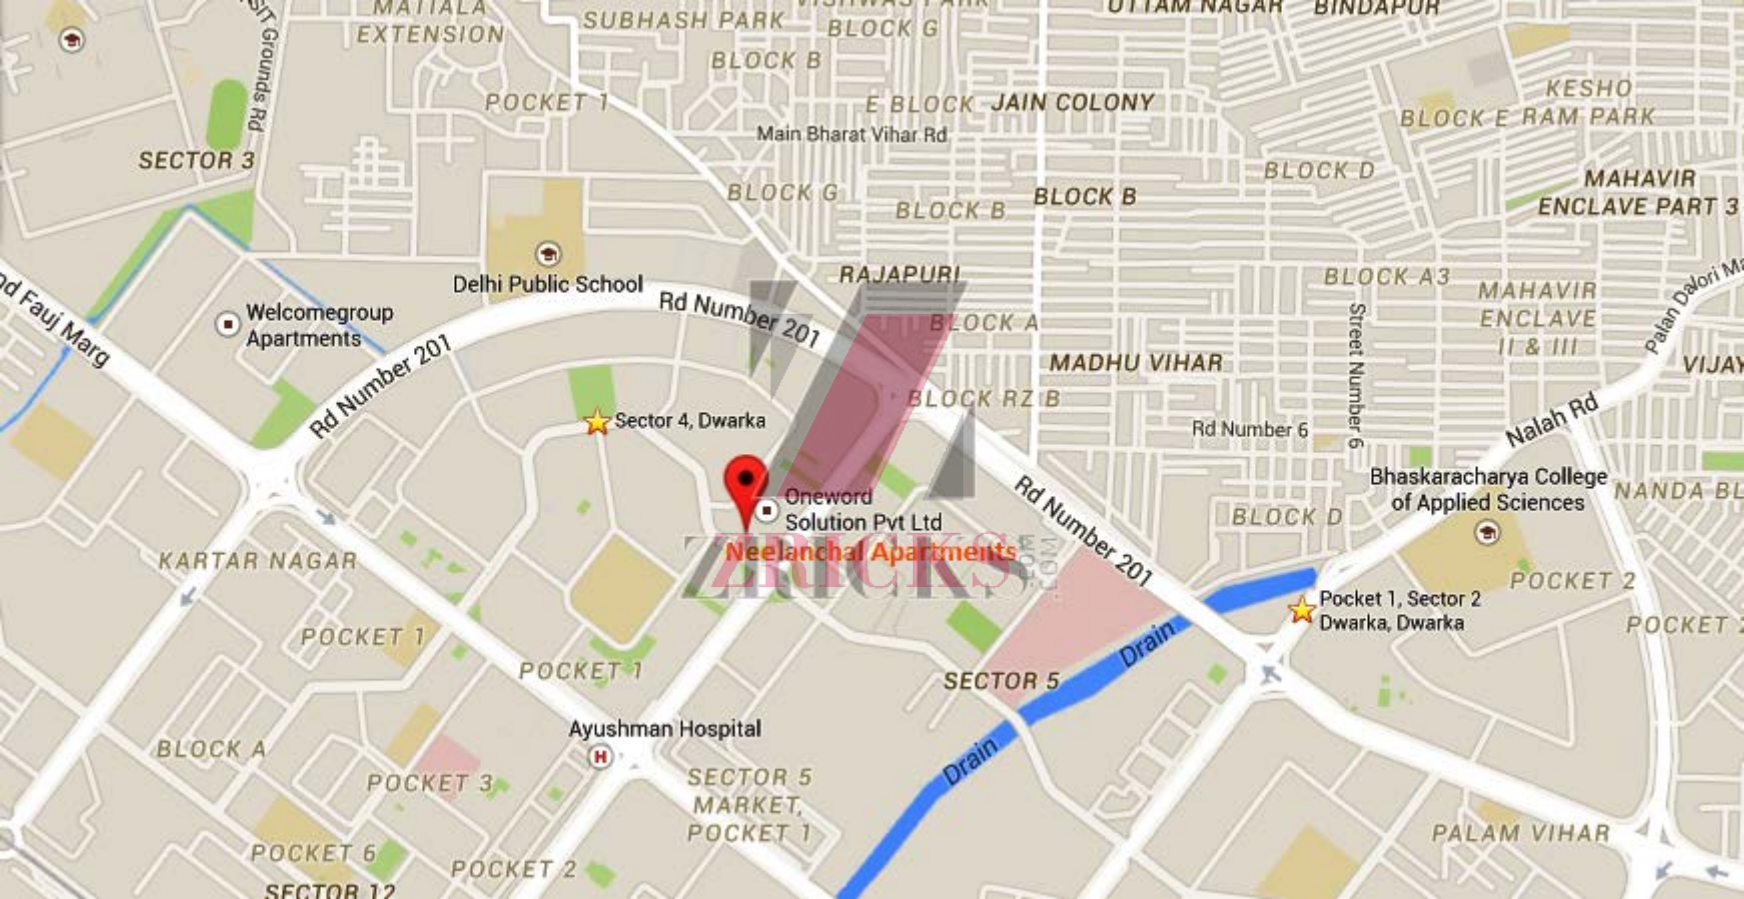 MATIALA
EXTENSION
SUBHASH PARK
BLOCK G
UTTAM NAGAR
BINDAPUR
BLOCK B
POCKET 1
E BLOCK
JAIN COLONY
KESHO
RAM PARK
BLOCK E
Main Bharat Vihar Rd
SECTOR 3
BLOCK D
BLOCK G
BLOCK B
BLOCK B
MAHAVIR
ENCLAVE PART 3
Delhi Public School
RAJAPURI
BLOCK A3
MAHAVIR
ENCLAVE
II & III
Welcomegroup
Apartments
Rd Number 201
Rd Number 201
BLOCK A
Street Number 6
Fauj Marg
MADHU VIHAR
BLOCK RZ B
Sector 4, Dwarka
Rd Number 6
Nalah Rd
Bhaskaracharya College
of Applied Sciences
Oneword
Solution Pvt Ltd
Rd Number 201
BLOCK D
Neelanchal Apartments
ZRICKS
.COM
KARTAR NAGAR
POCKET 2
Pocket 1, Sector 2
Dwarka, Dwarka
POCKET 1
POCKET 2
Drain
POCKET 1
SECTOR 5
Ayushman Hospital
BLOCK A
Drain
POCKET 3
SECTOR 5
MARKET,
POCKET 1
PALAM VIHAR
POCKET 6
POCKET 2
SECTOR 12